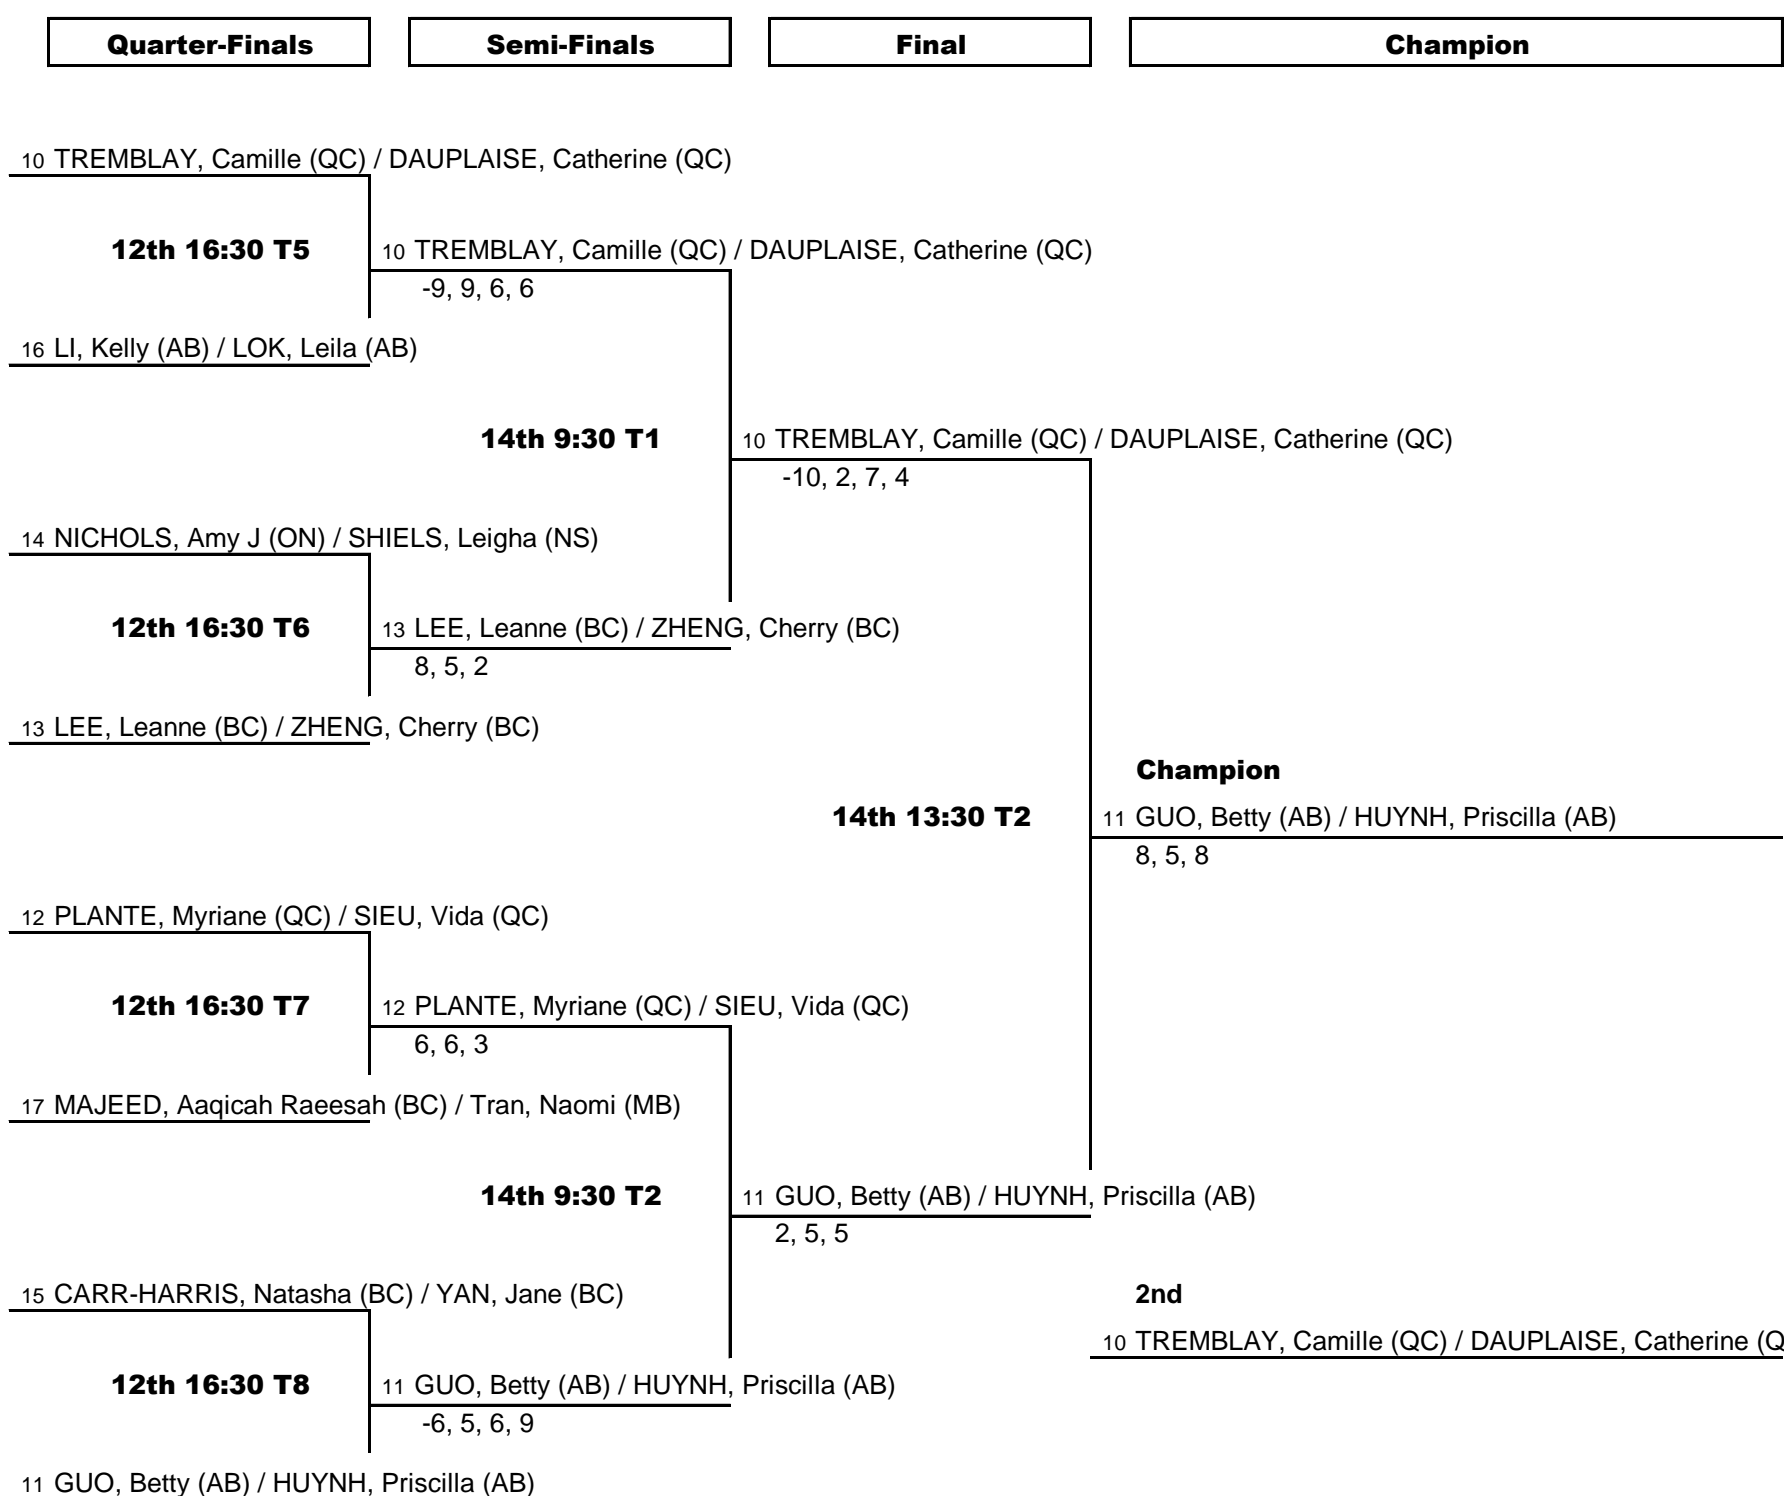 Quarter-Finals Semi-Finals Final Champion
10 TREMBLAY, Camille (QC) / DAUPLAISE, Catherine (QC)
12th 16:30 T5 10 TREMBLAY, Camille (QC) / DAUPLAISE, Catherine (QC)
-9, 9, 6, 6
16 LI, Kelly (AB) / LOK, Leila (AB)
14th 9:30 T1 10 TREMBLAY, Camille (QC) / DAUPLAISE, Catherine (QC)
-10, 2, 7, 4
14 NICHOLS, Amy J (ON) / SHIELS, Leigha (NS)
12th 16:30 T6 13 LEE, Leanne (BC) / ZHENG, Cherry (BC)
8, 5, 2
13 LEE, Leanne (BC) / ZHENG, Cherry (BC)
Champion
14th 13:30 T2 11 GUO, Betty (AB) / HUYNH, Priscilla (AB)
8, 5, 8
12 PLANTE, Myriane (QC) / SIEU, Vida (QC)
12th 16:30 T7 12 PLANTE, Myriane (QC) / SIEU, Vida (QC)
6, 6, 3
17 MAJEED, Aaqicah Raeesah (BC) / Tran, Naomi (MB)
14th 9:30 T2 11 GUO, Betty (AB) / HUYNH, Priscilla (AB)
2, 5, 5
15 CARR-HARRIS, Natasha (BC) / YAN, Jane (BC) 2nd
10 TREMBLAY, Camille (QC) / DAUPLAISE, Catherine (Q
12th 16:30 T8 11 GUO, Betty (AB) / HUYNH, Priscilla (AB)
-6, 5, 6, 9
11 GUO, Betty (AB) / HUYNH, Priscilla (AB)